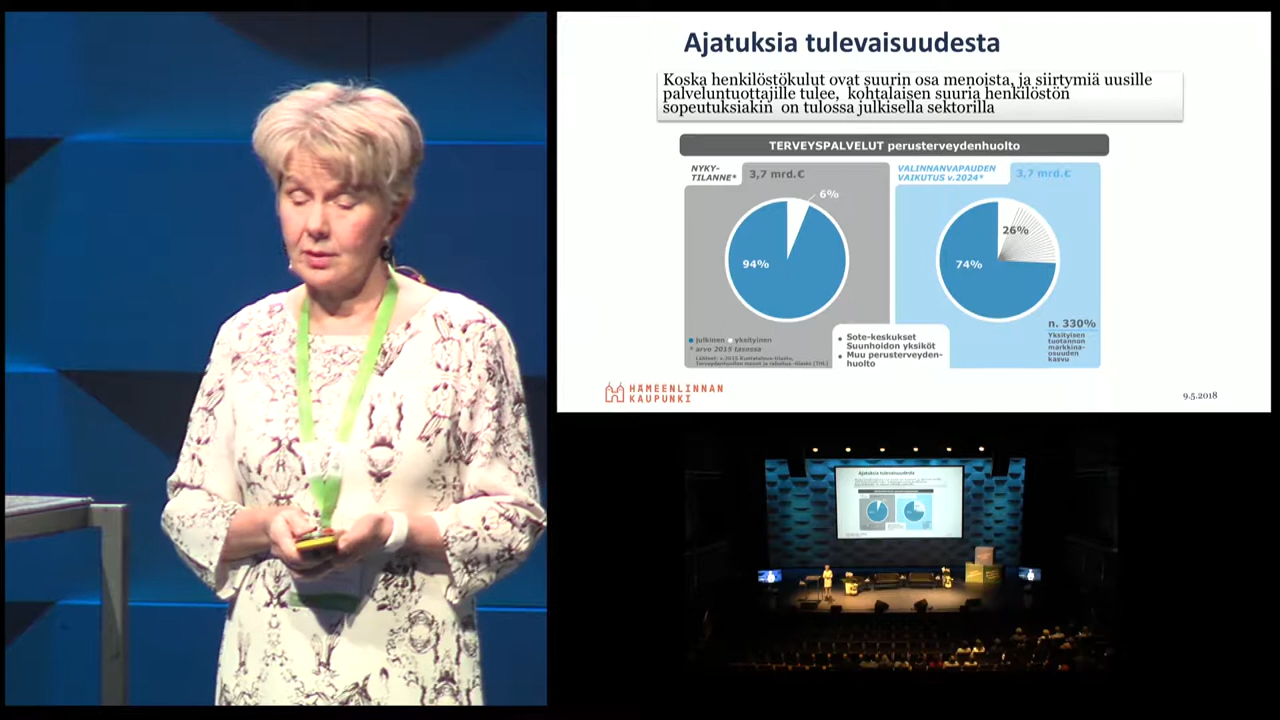 Ajatuksia tulevaisuudesta
Koska henkilöstökulut ovat suurin osa menoista, ja siirtymiä uusille
palveluntuottajille tulee, kohtalaisen suuria henkilöstön
sopeutuksiakin on tulossa julkisella sektorilla
TERVEYSPALVELUT perusterveydenhuolto
NYKY-
TILANNE*
3,7 mrd.€
6%
94%
julkinen yksityinen
* arvo 2015 tasossa
VALINNANVAPAUDEN
VAIKUTUS v.2024*
3,7 mrd.€
26%
74%
n. 330%
Yksityisen
tuotannon
markkina-
osuuden
kasvu
• Sote-keskukset
Suunhoidon yksiköt
• Muu perusterveyden-
huolto
HÄMEENLINNAN
KAUPUNKI
9.5.2018
Ajatuksia tulevaisuudesta